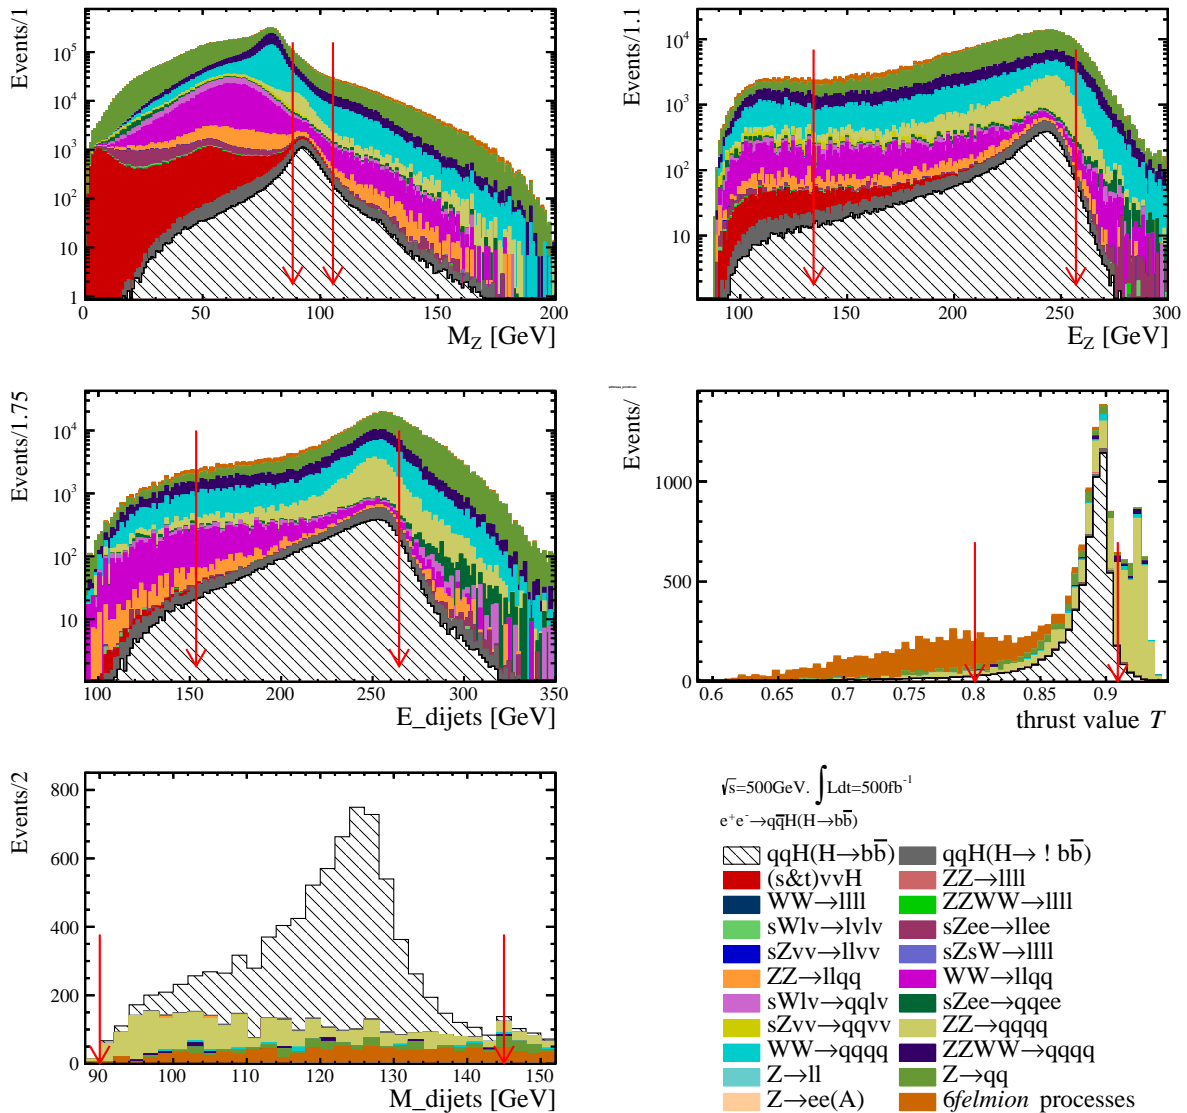 Events/1
10⁵
10⁴
10³
10²
10
1
0 50 100 150 200
M_Z [GeV]
Events/1.1
10⁴
10³
10²
10
100 150 200 250 300
E_Z [GeV]
Events/1.75
10⁴
10³
10²
10
100 150 200 250 300 350
E_dijets [GeV]
Events/
1000
500
0
0.6 0.65 0.7 0.75 0.8 0.85 0.9
thrust value T
Events/2
800
600
400
200
0
90 100 110 120 130 140 150
M_dijets [GeV]
√s=500GeV. ∫Ldt=500fb⁻¹
e⁺e⁻→qq̅H(H→bb̅)
qqH(H→bb̅) qqH(H→ ! bb̅)
(s&t)vvH ZZ→llll
WW→llll ZZWW→llll
sWlv→lvlv sZee→llee
sZvv→llvv sZsW→llll
ZZ→llqq WW→llqq
sWlv→qqlv sZee→qqee
sZvv→qqvv ZZ→qqqq
WW→qqqq ZZWW→qqqq
Z→ll Z→qq
Z→ee(A) 6felmion processes